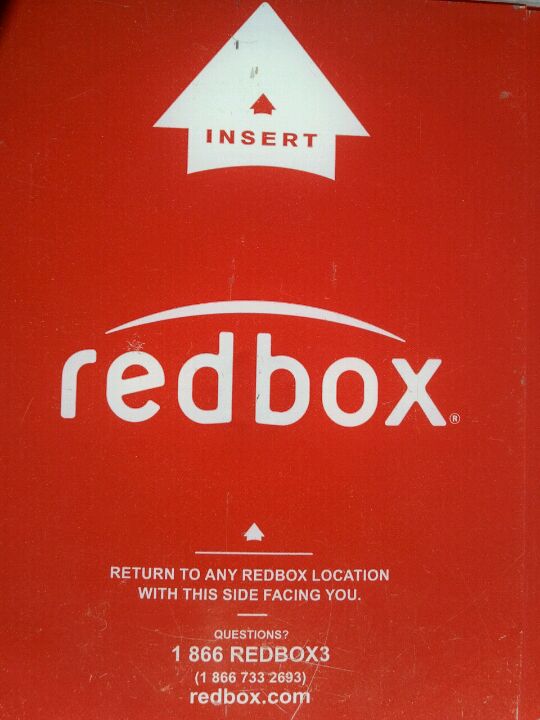 INSERT
redbox®
RETURN TO ANY REDBOX LOCATION
WITH THIS SIDE FACING YOU.
QUESTIONS?
1 866 REDBOX3
(1 866 733 2693)
redbox.com